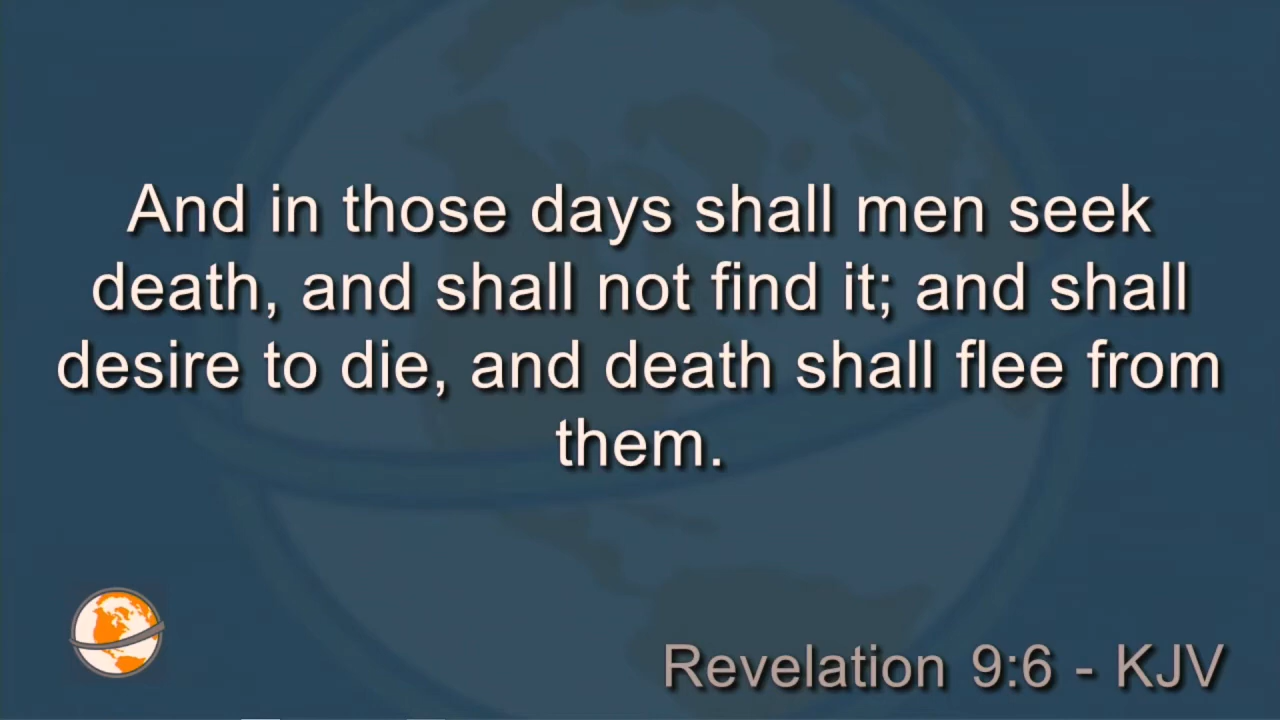 And in those days shall men seek
death, and shall not find it; and shall
desire to die, and death shall flee from
them.
Revelation 9:6 - KJV